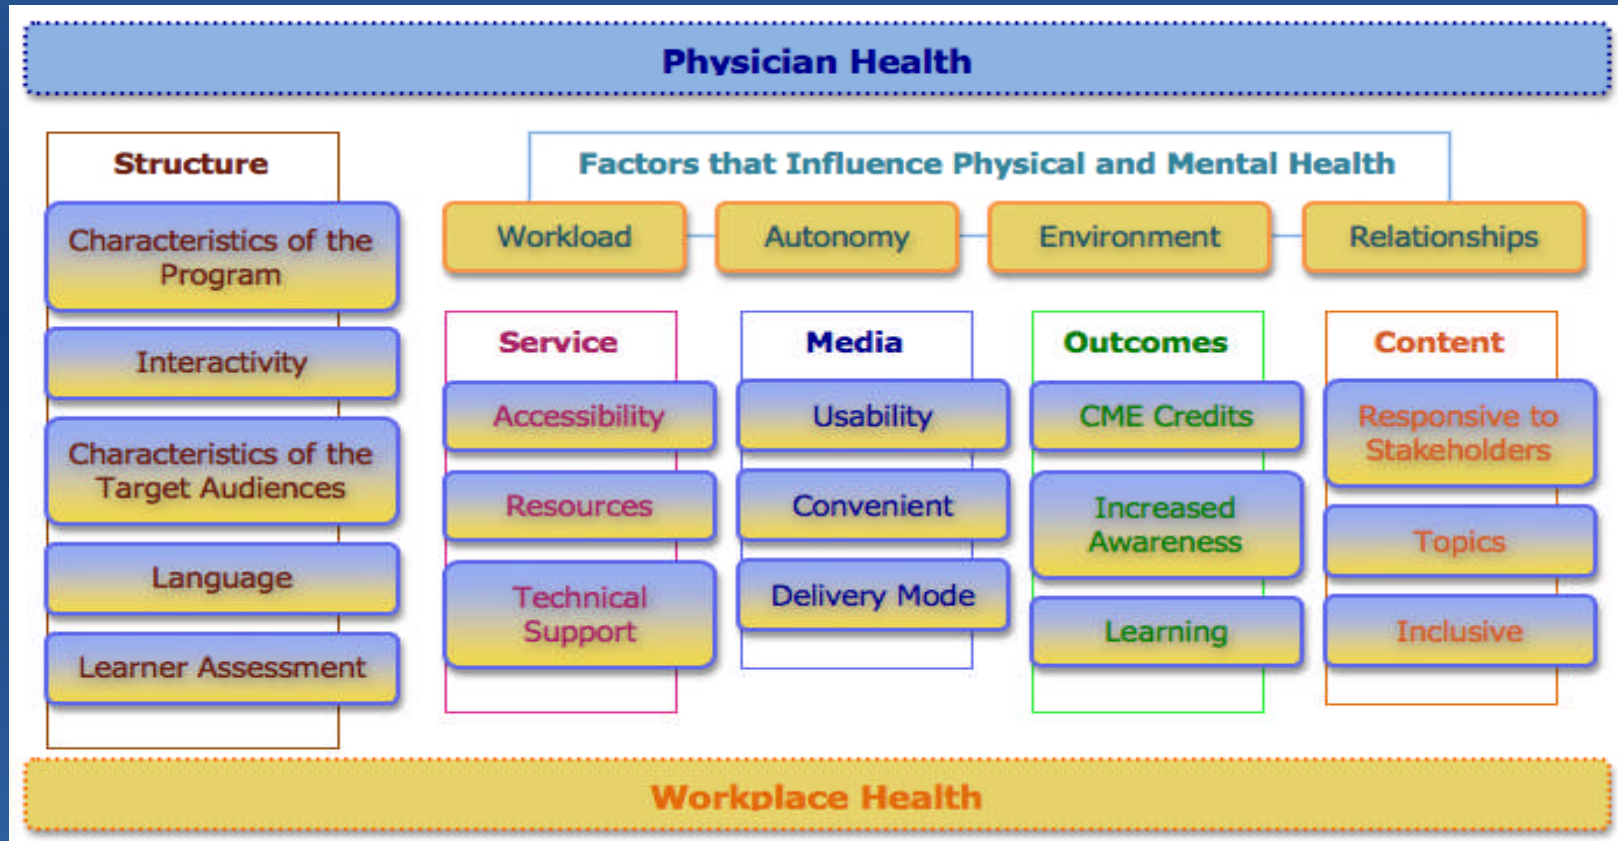 Physician Health
Structure
Characteristics of the
Program
Interactivity
Characteristics of the
Target Audiences
Language
Learner Assessment
Factors that Influence Physical and Mental Health
Workload
Autonomy
Environment
Relationships
Service
Accessibility
Resources
Technical
Support
Media
Usability
Convenient
Delivery Mode
Outcomes
CME Credits
Increased
Awareness
Learning
Content
Responsive to
Stakeholders
Topics
Inclusive
Workplace Health